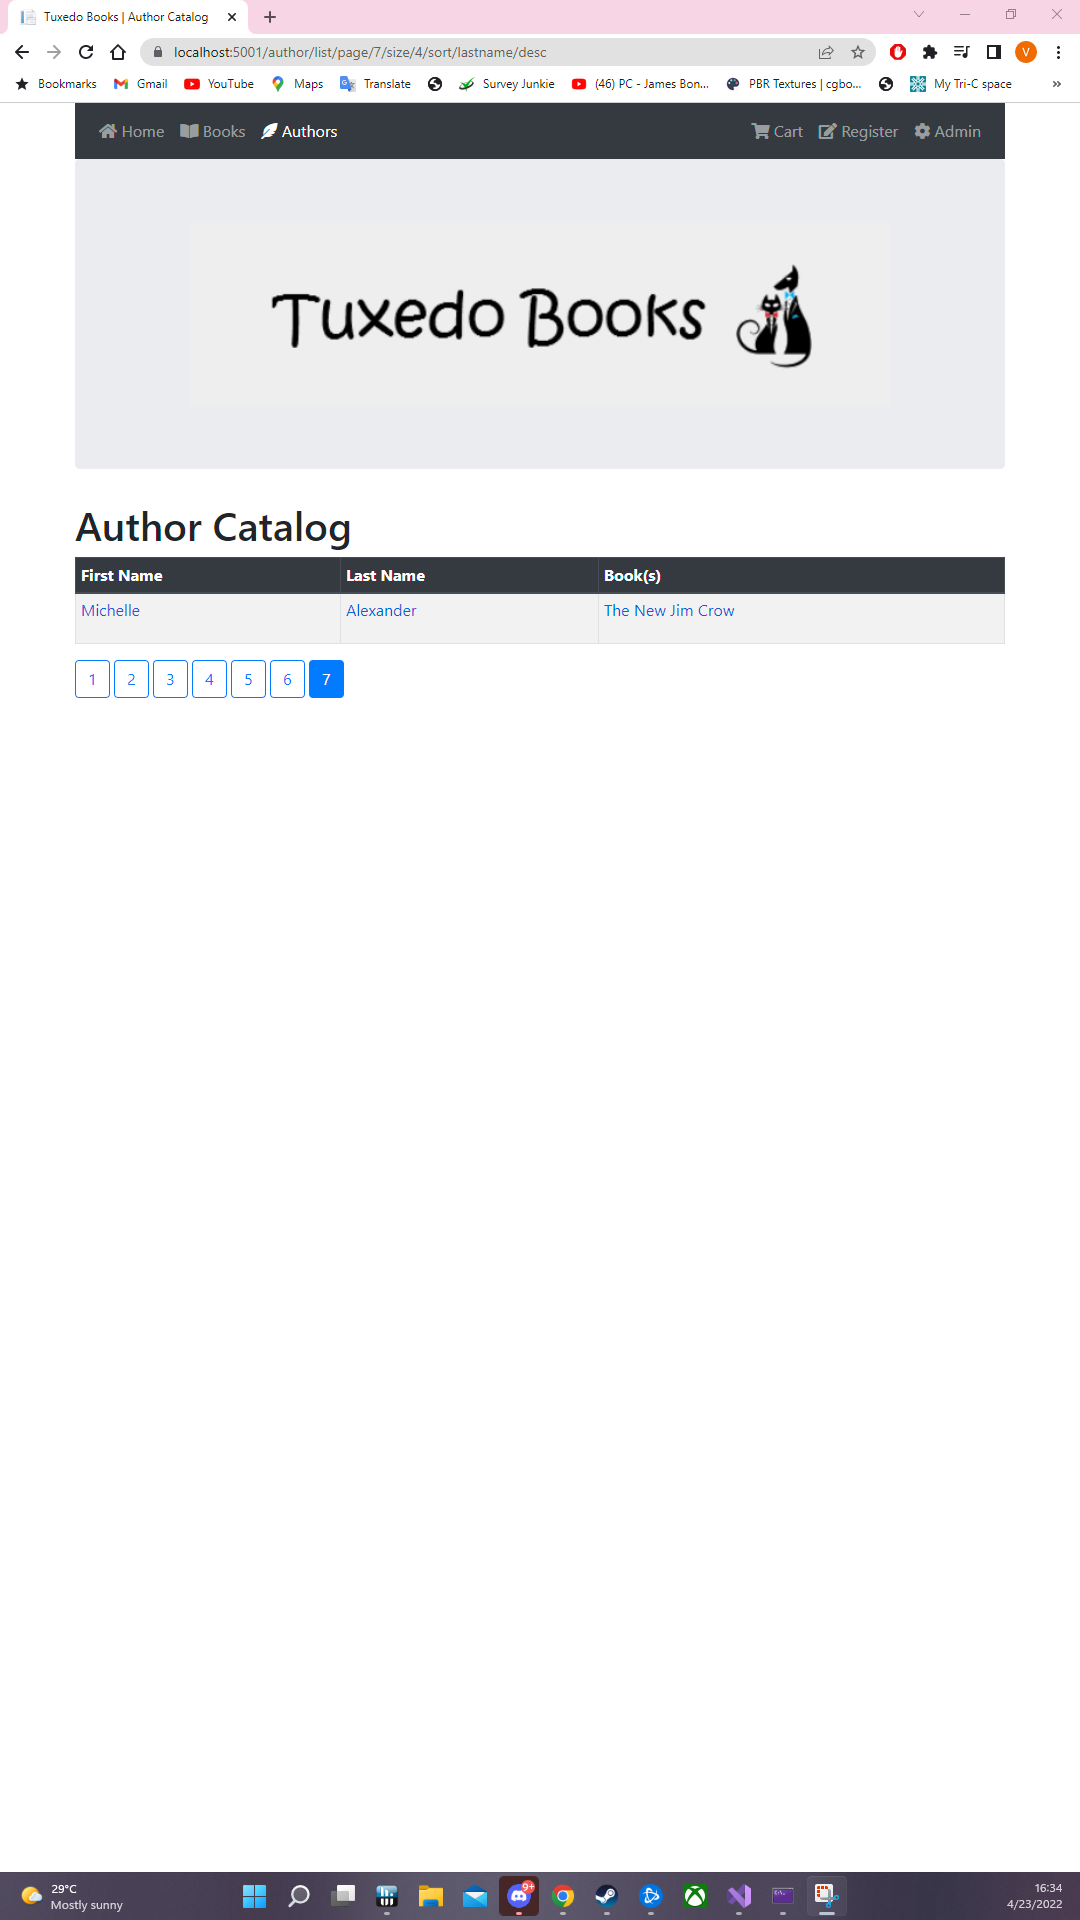 Tuxedo Books | Author Catalog
localhost:5001/author/list/page/7/size/4/sort/lastname/desc
V
Bookmarks Gmail YouTube Maps Translate Survey Junkie (46) PC - James Bon... PBR Textures | cgbo... My Tri-C space »
Home Books Authors Cart Register Admin
Tuxedo Books
Author Catalog
First Name Last Name Book(s)
Michelle Alexander The New Jim Crow
1 2 3 4 5 6 7
29°C
Mostly sunny
9+
16:34
4/23/2022